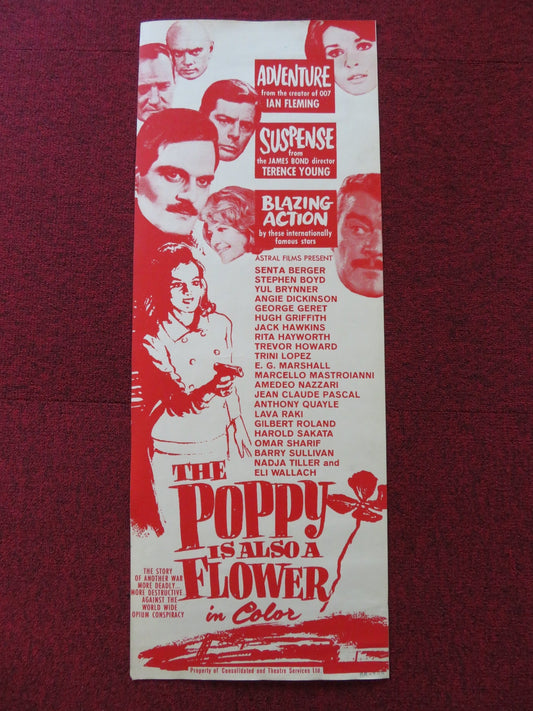 ADVENTURE
from the creator of 007
IAN FLEMING
SUSPENSE
from
the JAMES BOND director
TERENCE YOUNG
BLAZING-
ACTION
by these internationally
famous stars
ASTRAL FILMS PRESENT
SENTA BERGER
STEPHEN BOYD
YUL BRYNNER
ANGIE DICKINSON
GEORGE GERET
HUGH GRIFFITH
JACK HAWKINS
RITA HAYWORTH
TREVOR HOWARD
TRINI LOPEZ
E. G. MARSHALL
MARCELLO MASTROIANNI
AMEDEO NAZZARI
JEAN CLAUDE PASCAL
ANTHONY QUAYLE
LAVA RAKI
GILBERT ROLAND
HAROLD SAKATA
OMAR SHARIF
BARRY SULLIVAN
NADJA TILLER and
ELI WALLACH
THE
POPPY
IS ALSO A
FLOWER
in Color
THE STORY
OF ANOTHER WAR
MORE DEADLY...
MORE DESTRUCTIVE
AGAINST THE
WORLD WIDE
OPIUM CONSPIRACY
Property of Consolidated and Theatre Services Ltd.